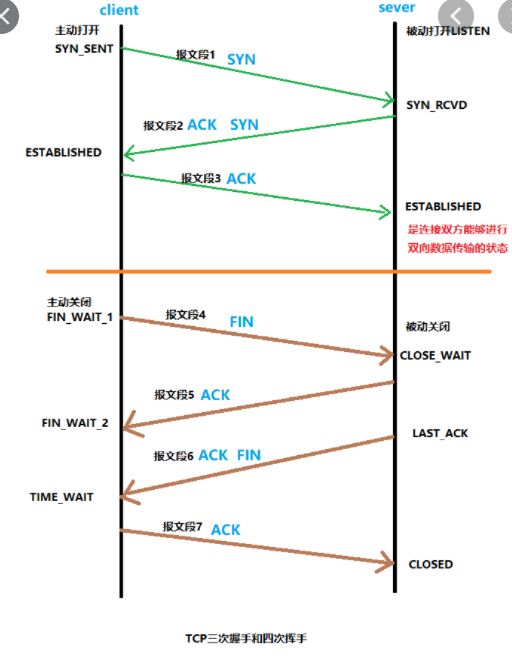 client
sever
主动打开
被动打开LISTEN
SYN_SENT
报文段1 SYN
SYN_RCVD
报文段2 ACK SYN
ESTABLISHED
报文段3 ACK
ESTABLISHED
是连接双方能够进行
双向数据传输的状态
主动关闭
FIN_WAIT_1
报文段4 FIN
被动关闭
CLOSE_WAIT
报文段5 ACK
FIN_WAIT_2
LAST_ACK
报文段6 ACK FIN
TIME_WAIT
报文段7 ACK
CLOSED
TCP三次握手和四次挥手